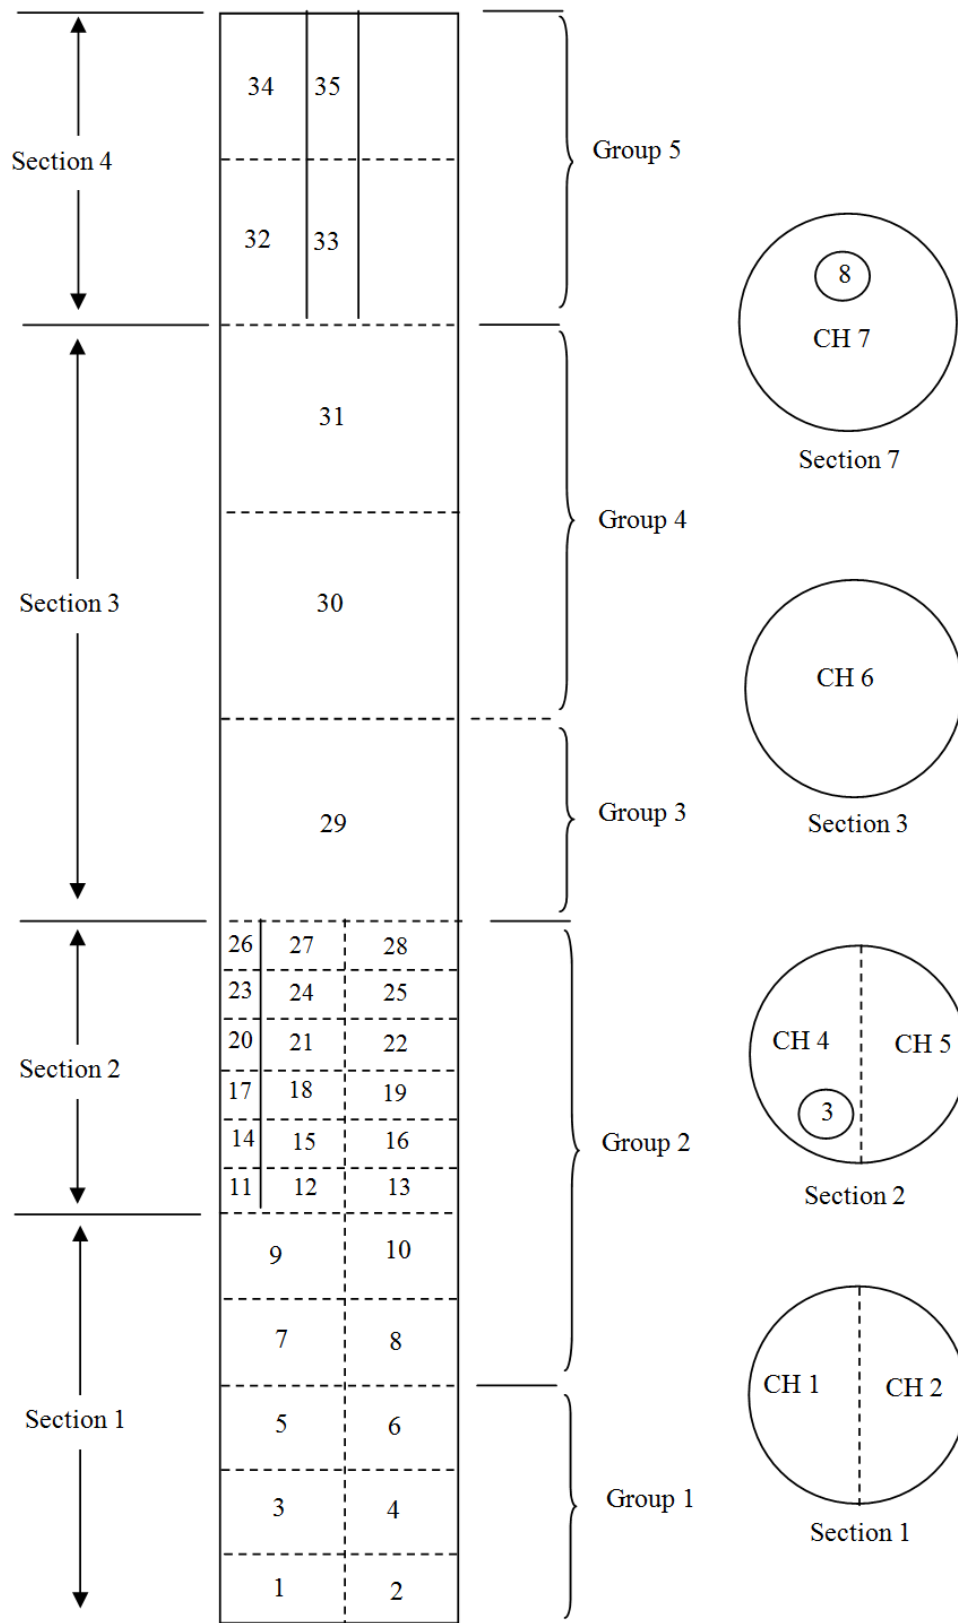 34 35
Group 5
Section 4
32 33
8
CH 7
Section 7
31
Group 4
Section 3
30
CH 6
Section 3
29
Group 3
26 27 28
23 24 25
20 21 22
17 18 19
14 15 16
11 12 13
Section 2
Group 2
CH 4 CH 5
3
Section 2
9 10
7 8
5 6
3 4
1 2
Section 1
Group 1
CH 1 CH 2
Section 1